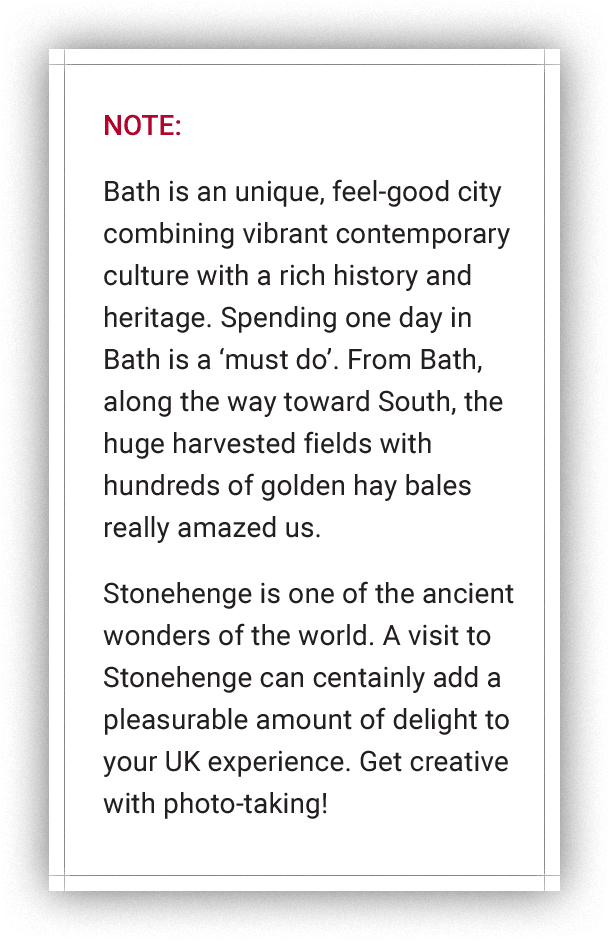 NOTE:
Bath is an unique, feel-good city
combining vibrant contemporary
culture with a rich history and
heritage. Spending one day in
Bath is a ‘must do’. From Bath,
along the way toward South, the
huge harvested fields with
hundreds of golden hay bales
really amazed us.
Stonehenge is one of the ancient
wonders of the world. A visit to
Stonehenge can centainly add a
pleasurable amount of delight to
your UK experience. Get creative
with photo-taking!